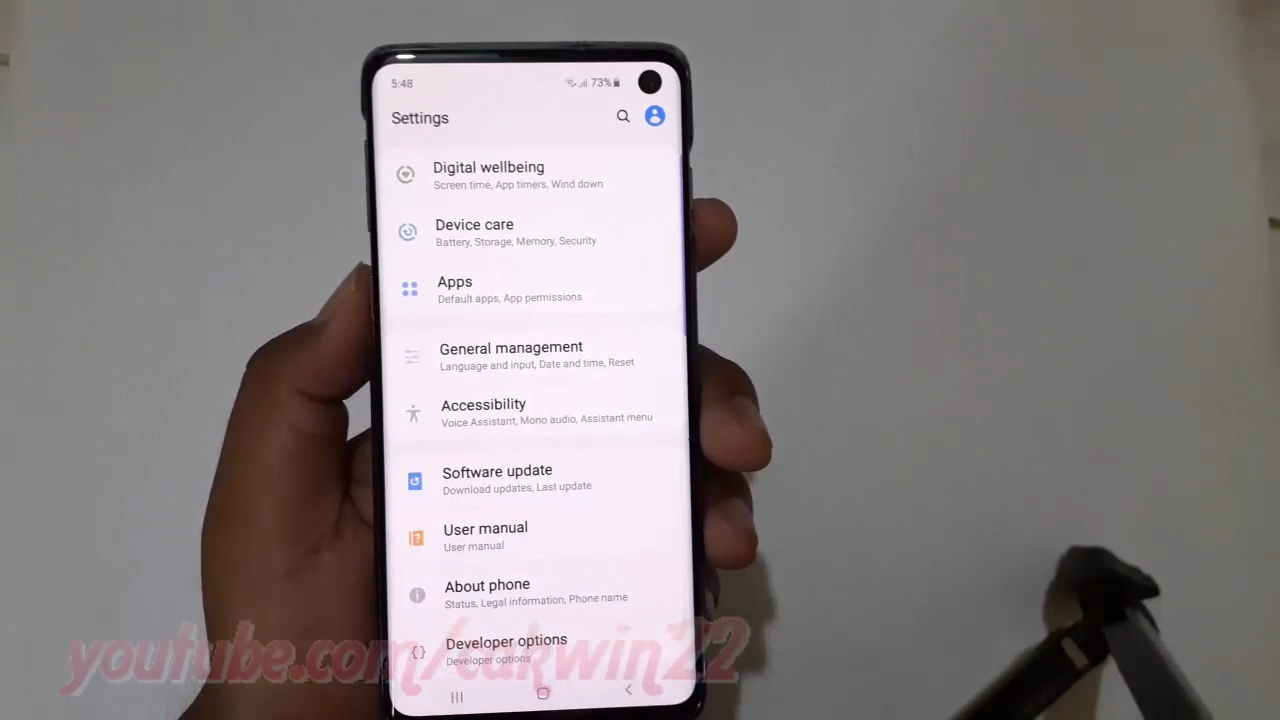 5:48
73%
Settings
Digital wellbeing
Screen time, App timers, Wind down
Device care
Battery, Storage, Memory, Security
Apps
Default apps, App permissions
General management
Language and input, Date and time, Reset
Accessibility
Voice Assistant, Mono audio, Assistant menu
Software update
Download updates, Last update
User manual
User manual
About phone
Status, Legal information, Phone name
Developer options
Developer options
youtube.com/takwin22